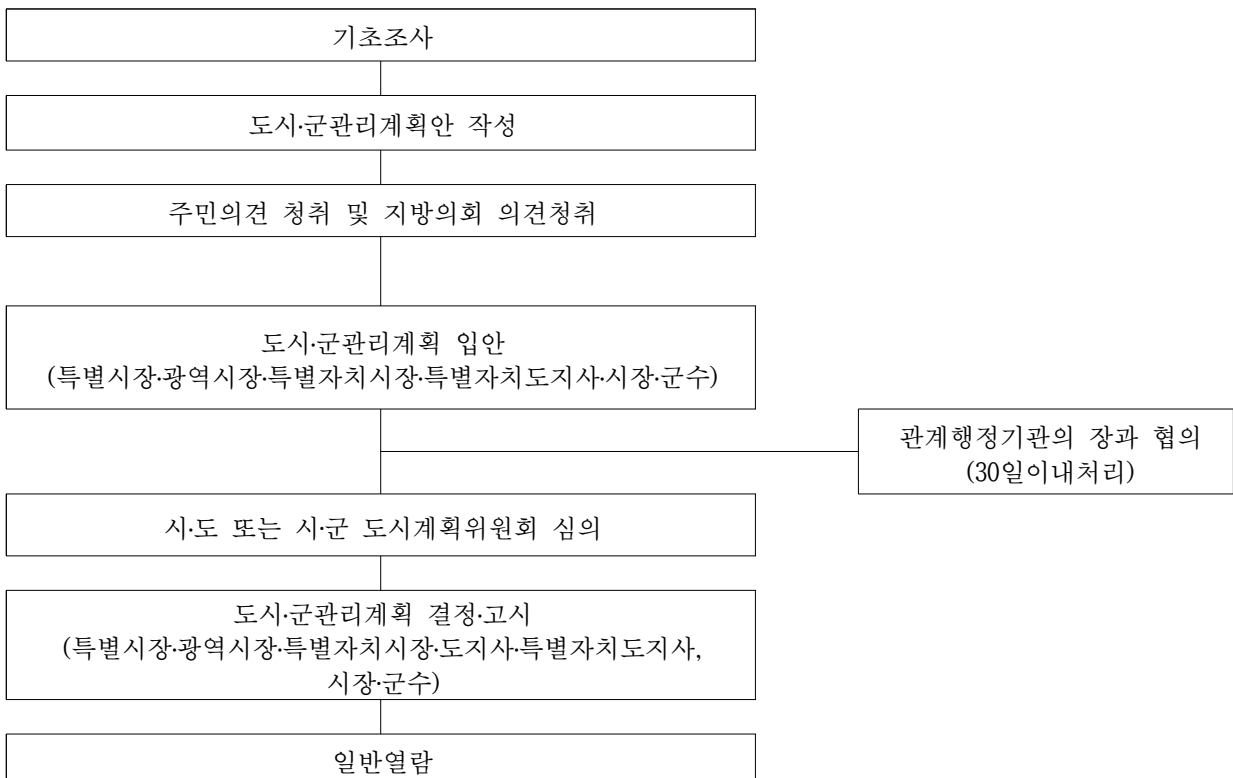 기초조사
도시·군관리계획안 작성
주민의견 청취 및 지방의회 의견청취
도시·군관리계획 입안
(특별시장·광역시장·특별자치시장·특별자치도지사·시장·군수)
관계행정기관의 장과 협의
(30일이내처리)
시·도 또는 시·군 도시계획위원회 심의
도시·군관리계획 결정·고시
(특별시장·광역시장·특별자치시장·도지사·특별자치도지사,
시장·군수)
일반열람